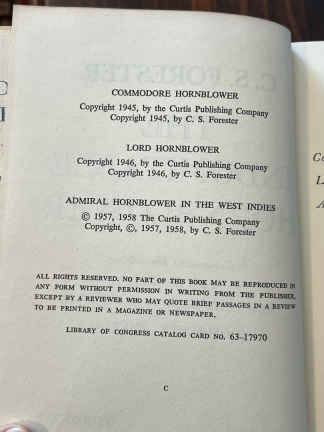 COMMODORE HORNBLOWER
Copyright 1945, by the Curtis Publishing Company
Copyright 1945, by C. S. Forester
LORD HORNBLOWER
Copyright 1946, by the Curtis Publishing Company
Copyright 1946, by C. S. Forester
ADMIRAL HORNBLOWER IN THE WEST INDIES
© 1957, 1958 The Curtis Publishing Company
Copyright, ©, 1957, 1958, by C. S. Forester
ALL RIGHTS RESERVED. NO PART OF THIS BOOK MAY BE REPRODUCED IN
ANY FORM WITHOUT PERMISSION IN WRITING FROM THE PUBLISHER,
EXCEPT BY A REVIEWER WHO MAY QUOTE BRIEF PASSAGES IN A REVIEW
TO BE PRINTED IN A MAGAZINE OR NEWSPAPER.
LIBRARY OF CONGRESS CATALOG CARD NO. 63-17970
C